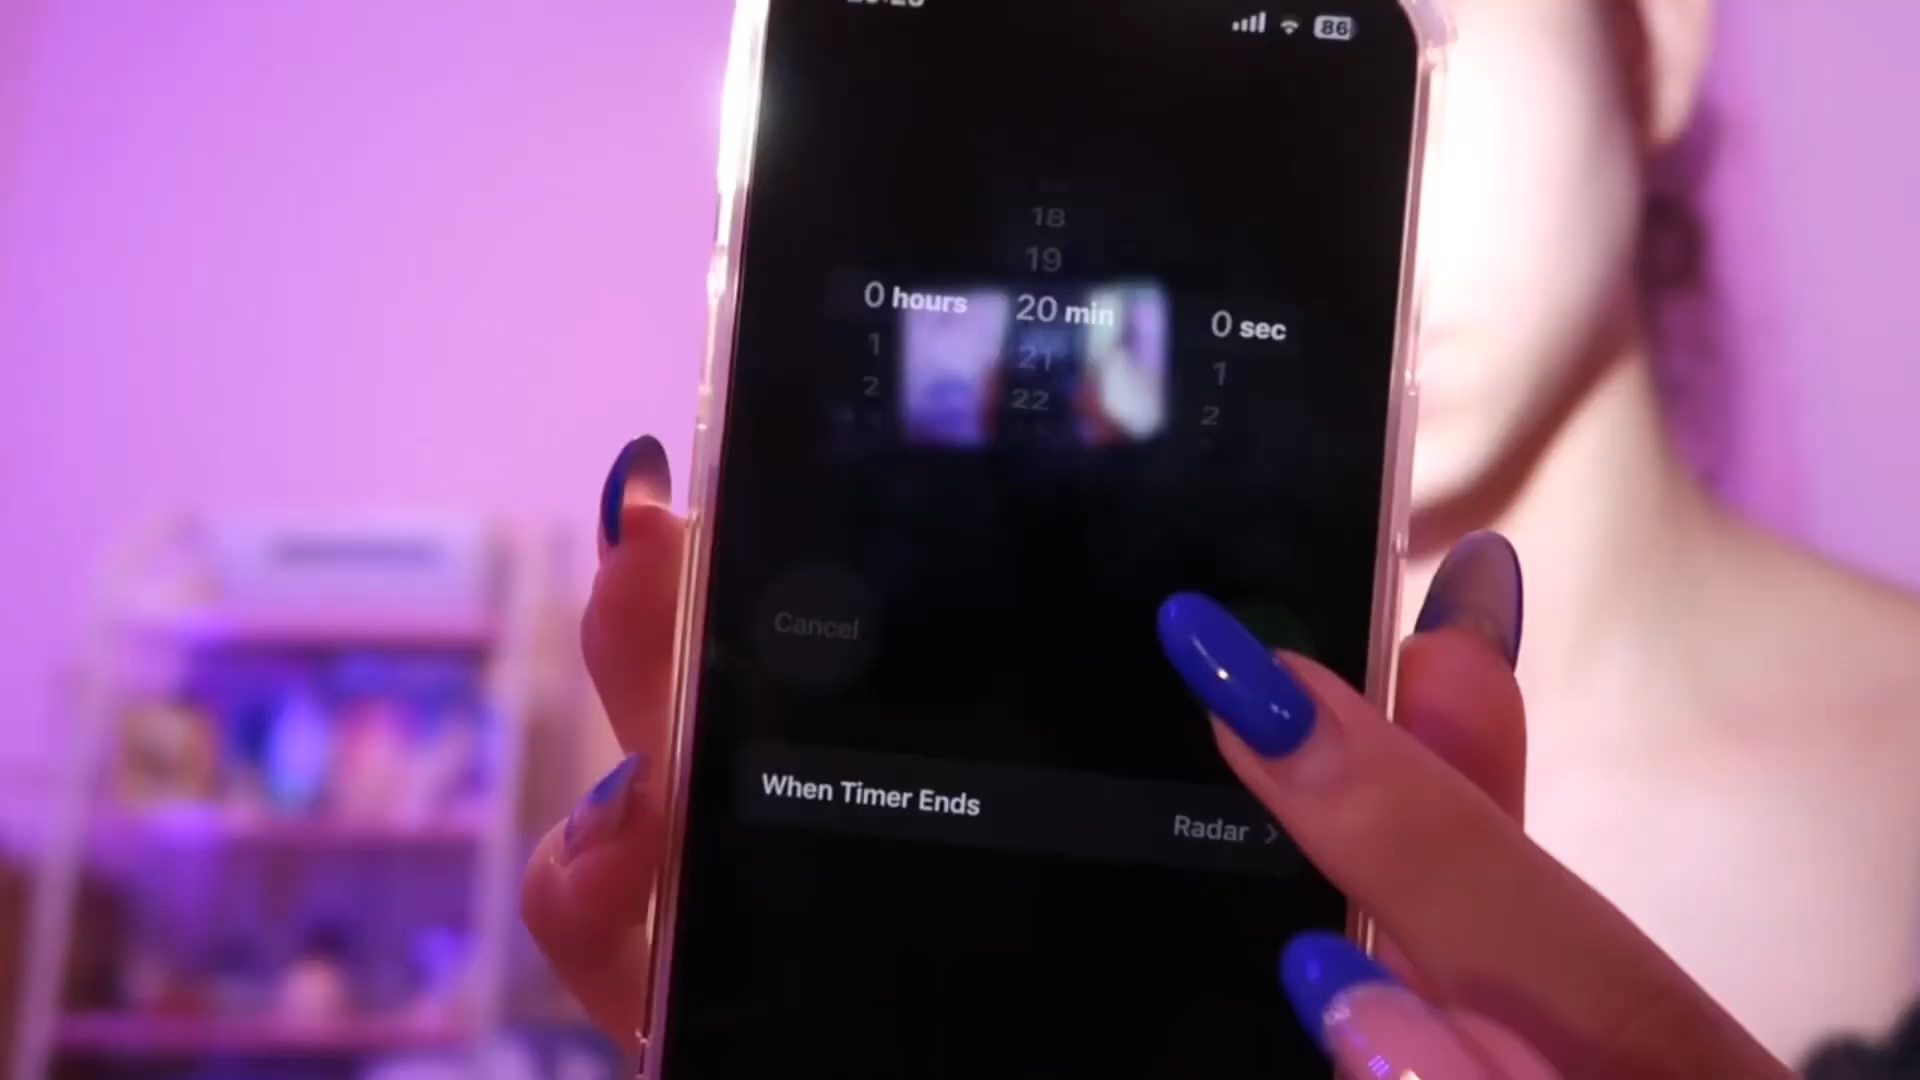 86
18
19
0 hours 20 min 0 sec
1 21 1
2 22 2
Cancel
When Timer Ends Radar >